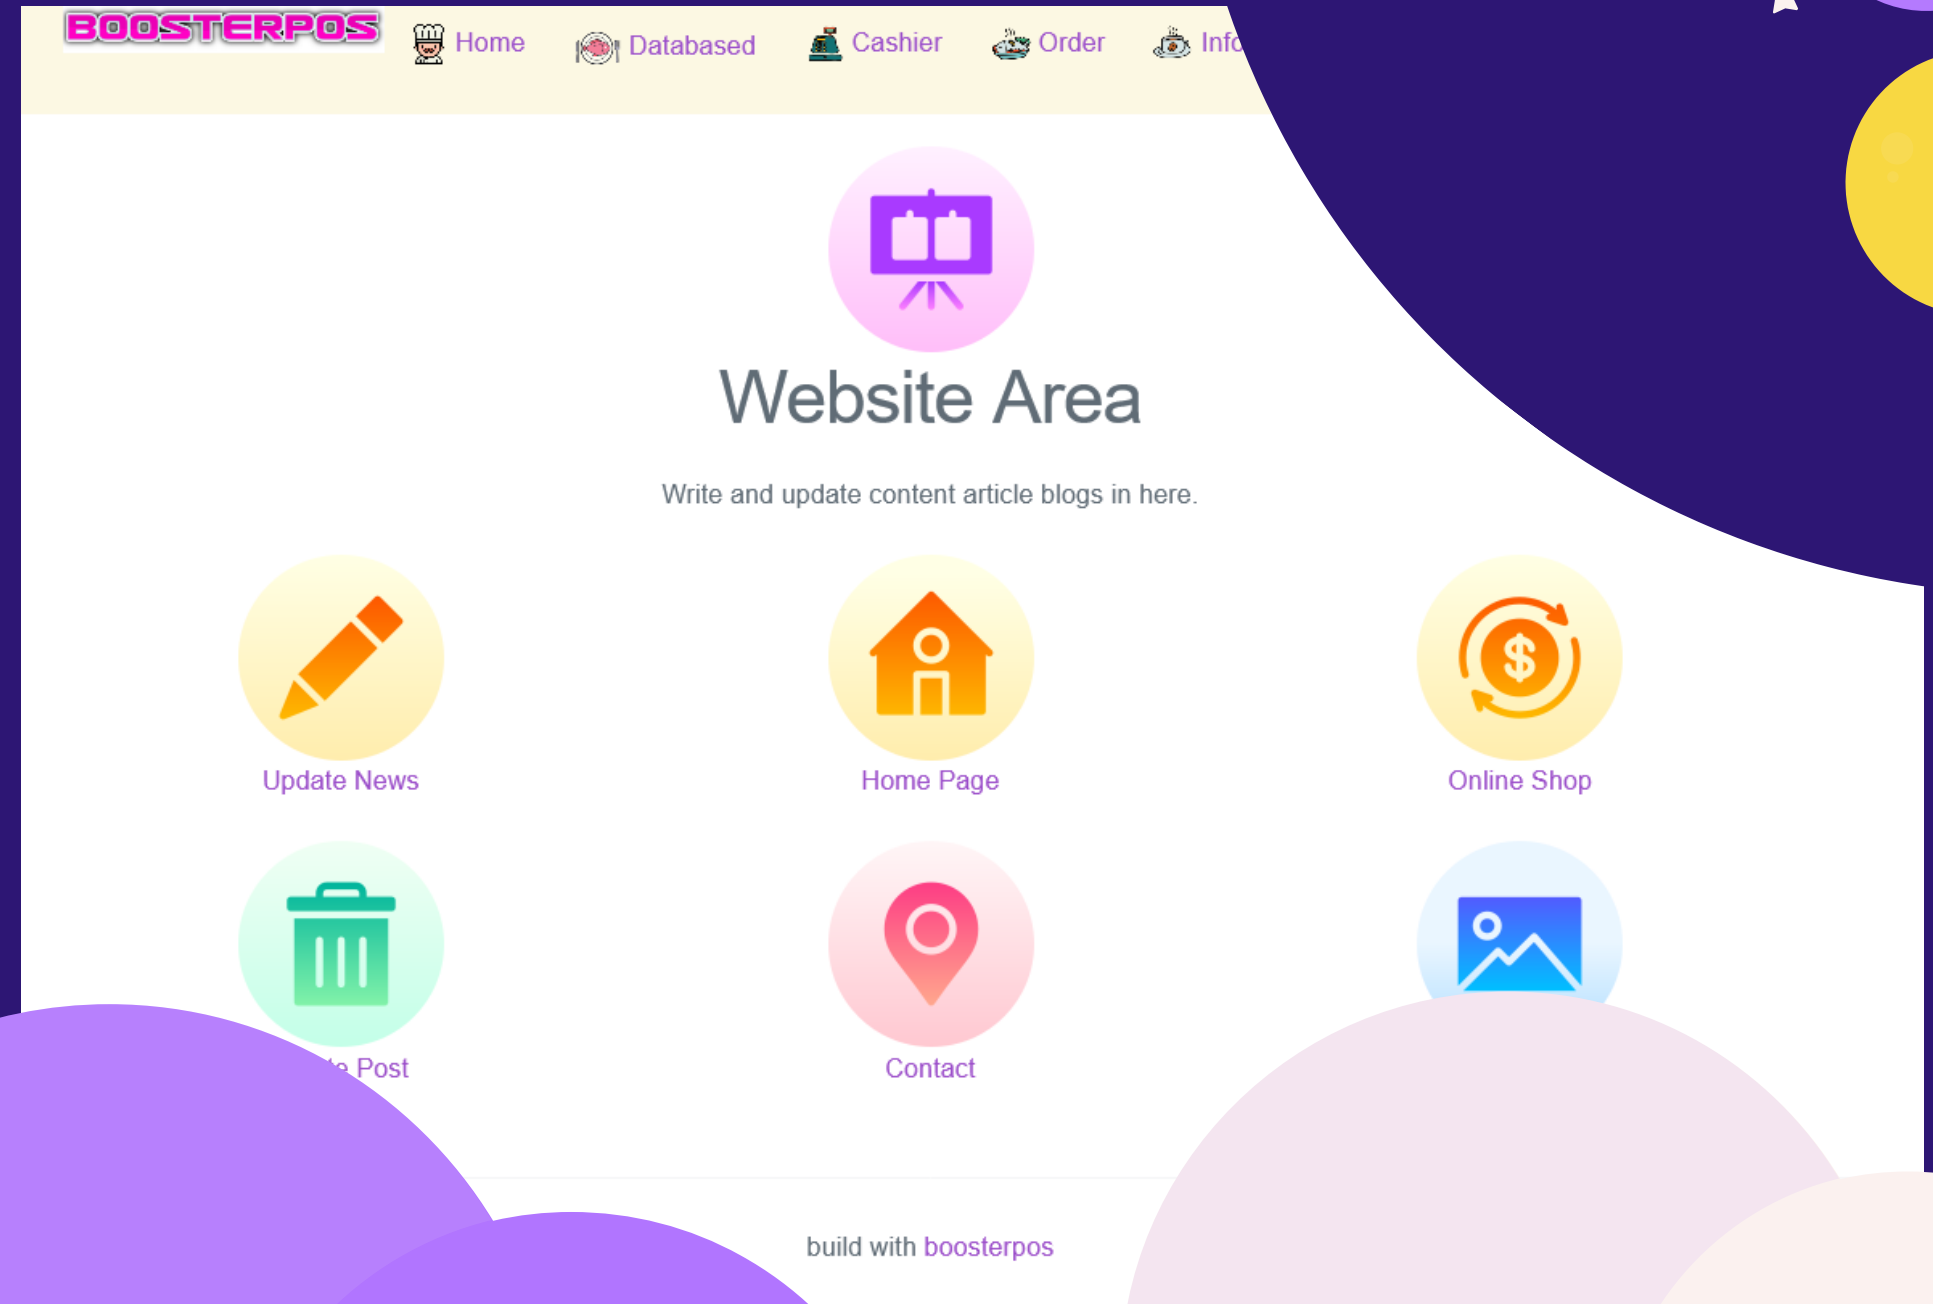 BOOSTERPOS
Home Databased Cashier Order
Website Area
Write and update content article blogs in here.
Update News Home Page Online Shop
Post Contact
build with boosterpos